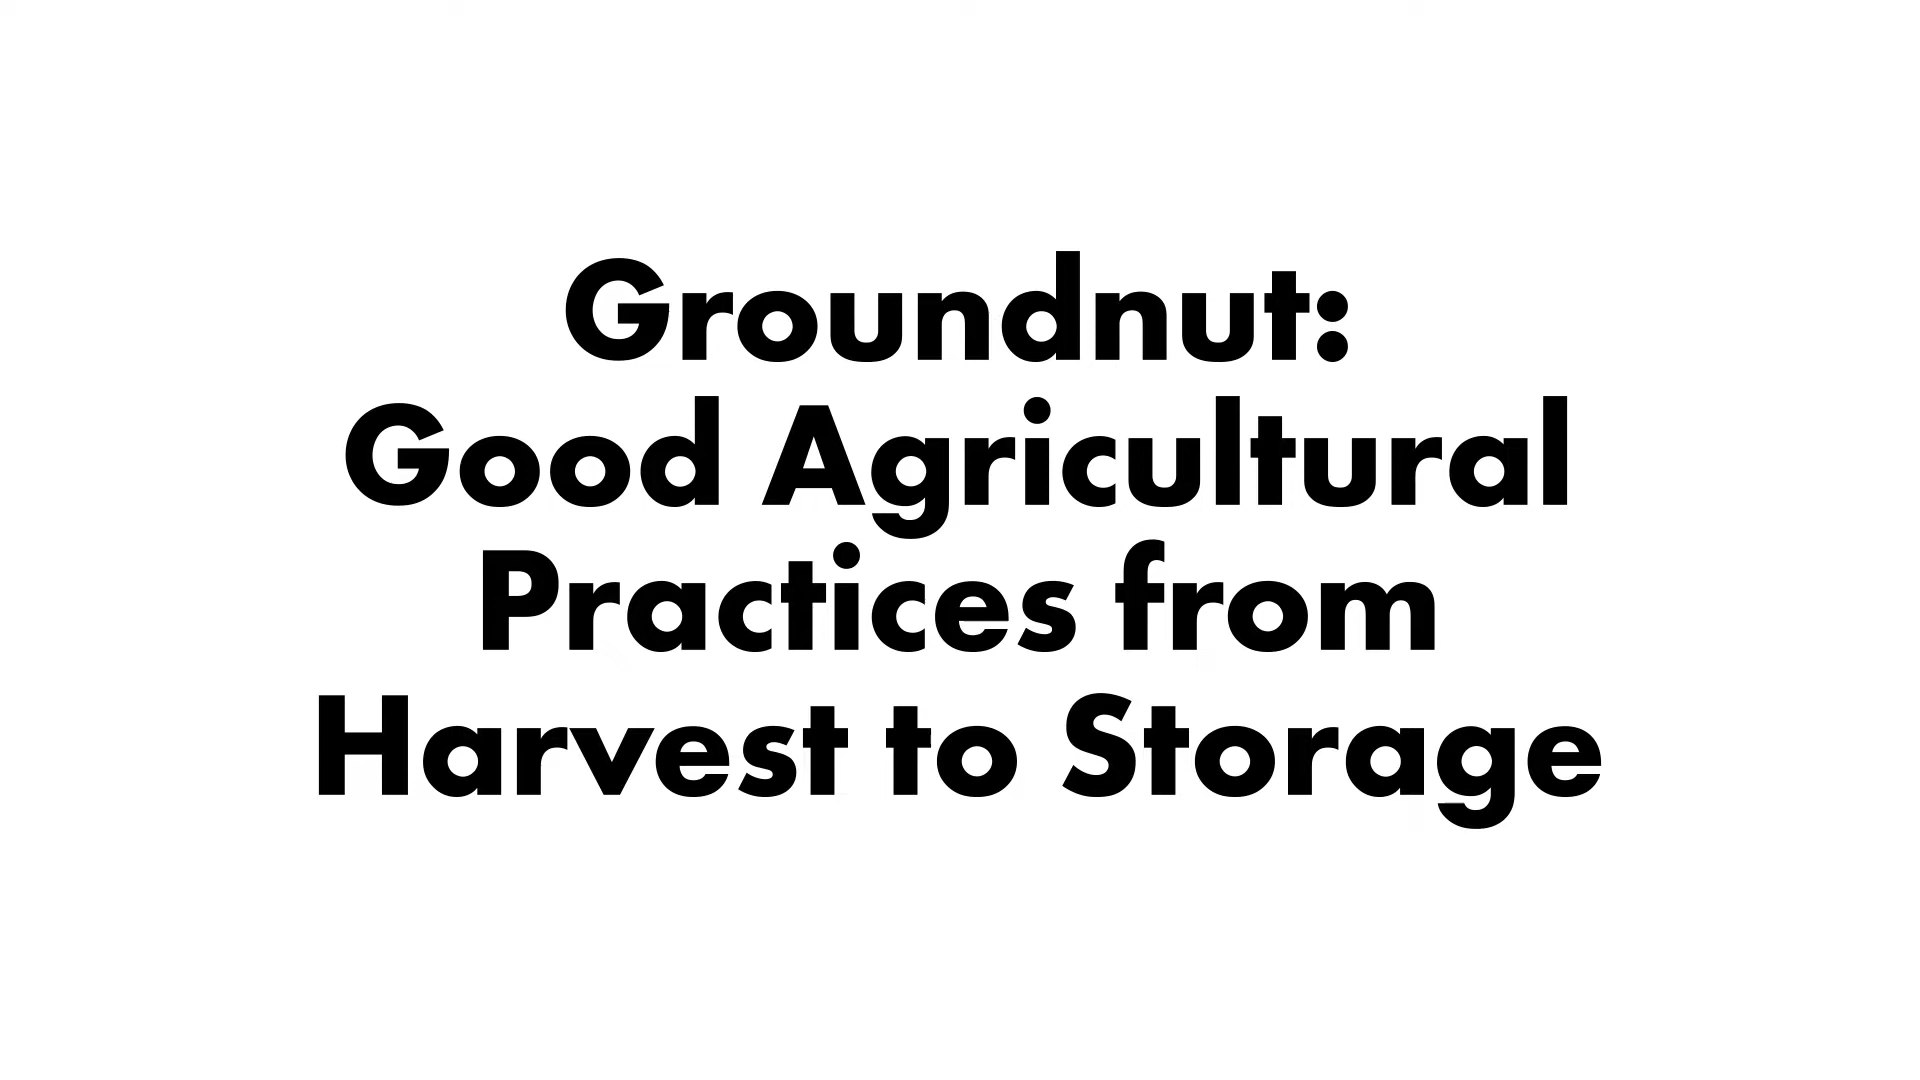 Groundnut:
Good Agricultural
Practices from
Harvest to Storage